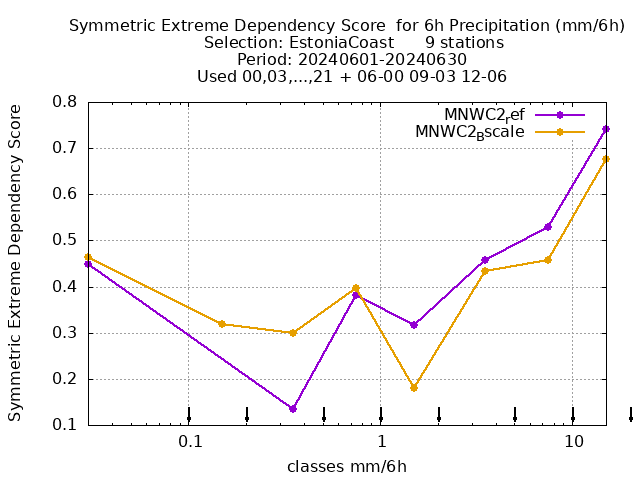 Symmetric Extreme Dependency Score  for 6h Precipitation (mm/6h)
Selection: EstoniaCoast      9 stations
Period: 20240601-20240630
Used 00,03,...,21 + 06-00 09-03 12-06
MNWC2ref
MNWC2Bscale
Symmetric Extreme Dependency Score
0.8
0.7
0.6
0.5
0.4
0.3
0.2
0.1
0.1
1
10
classes mm/6h